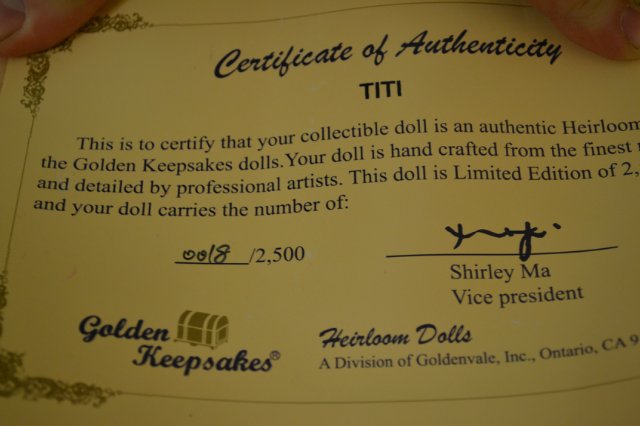 Certificate of Authenticity
TITI
This is to certify that your collectible doll is an authentic Heirloom
the Golden Keepsakes dolls. Your doll is hand crafted from the finest
and detailed by professional artists. This doll is Limited Edition of 2,
and your doll carries the number of:
0018 /2,500
Shirley Ma
Vice president
Golden
Keepsakes®
Heirloom Dolls
A Division of Goldenvale, Inc., Ontario, CA 9